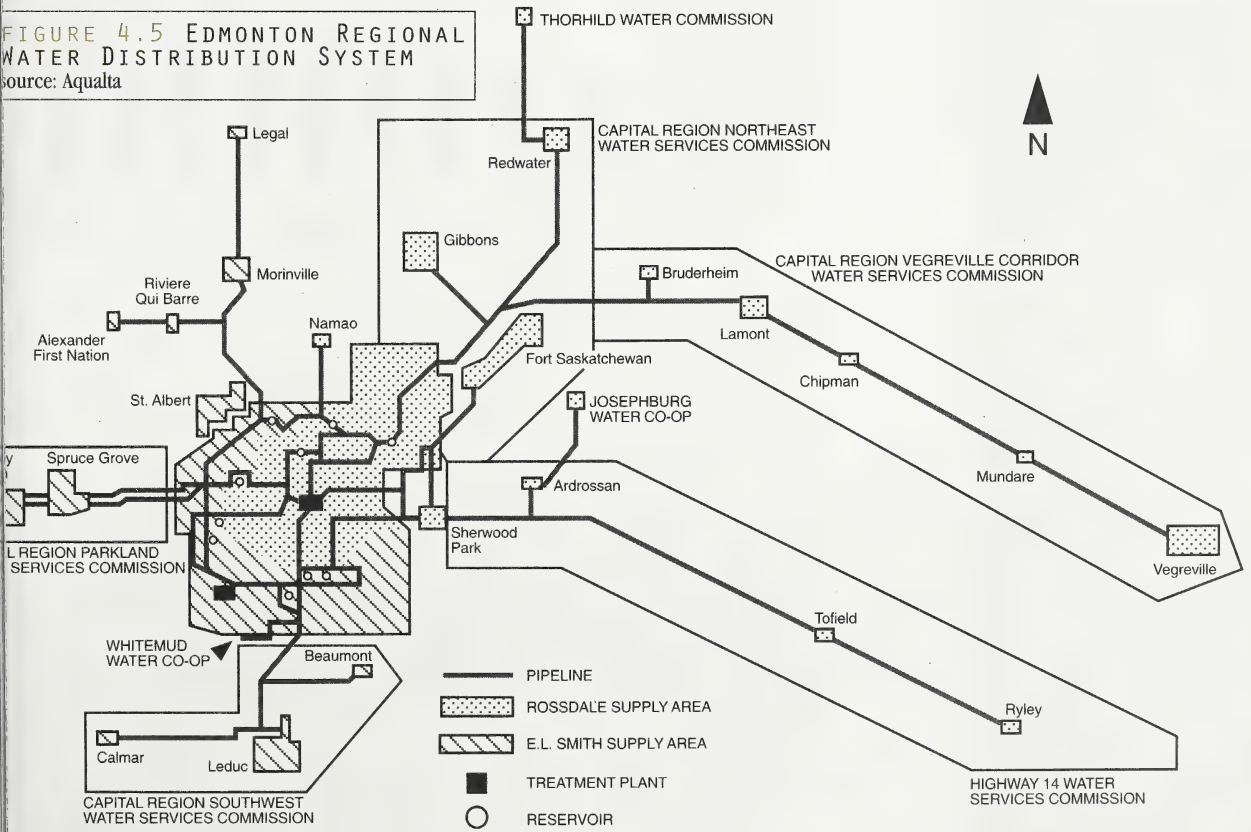 FIGURE 4.5 EDMONTON REGIONAL
WATER DISTRIBUTION SYSTEM
source: Aqualta
THORHILD WATER COMMISSION
N
Legal
CAPITAL REGION NORTHEAST
WATER SERVICES COMMISSION
Redwater
Gibbons
Morinville
Riviere
Qui Barre
Alexander
First Nation
Namao
Bruderheim
CAPITAL REGION VEGREVILLE CORRIDOR
WATER SERVICES COMMISSION
Lamont
Chipman
Mundare
Vegreville
Fort Saskatchewan
St. Albert
JOSEPHBURG
WATER CO-OP
y
Spruce Grove
Ardrossan
Sherwood
Park
L REGION PARKLAND
SERVICES COMMISSION
Tofield
Ryley
WHITEMUD
WATER CO-OP
Beaumont
Calmar
Leduc
CAPITAL REGION SOUTHWEST
WATER SERVICES COMMISSION
PIPELINE
ROSSDALE SUPPLY AREA
E.L. SMITH SUPPLY AREA
TREATMENT PLANT
RESERVOIR
HIGHWAY 14 WATER
SERVICES COMMISSION